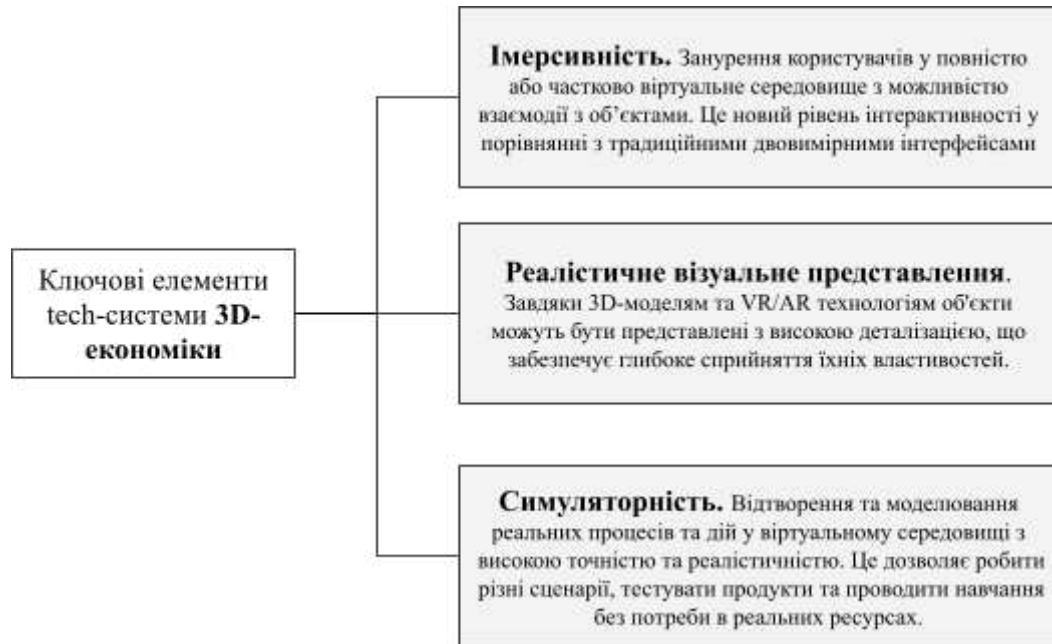 Імерсивність. Занурення користувачів у повністю
або частково віртуальне середовище з можливістю
взаємодії з об’єктами. Це новий рівень інтерактивності у
порівнянні з традиційними двовимірними інтерфейсами
Ключові елементи
tech-системи 3D-
економіки
Реалістичне візуальне представлення.
Завдяки 3D-моделям та VR/AR технологіям об'єкти
можуть бути представлені з високою деталізацією, що
забезпечує глибоке сприйняття їхніх властивостей.
Симуляторність. Відтворення та моделювання
реальних процесів та дій у віртуальному середовищі з
високою точністю та реалістичністю. Це дозволяє робити
різні сценарії, тестувати продукти та проводити навчання
без потреби в реальних ресурсах.